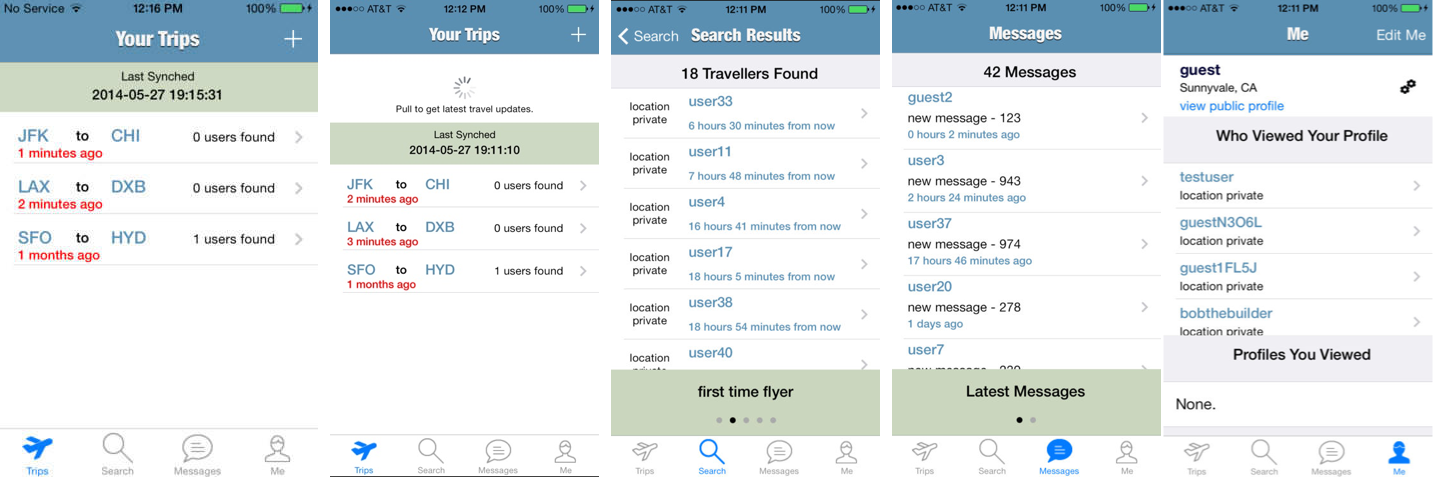 No Service 12:16 PM 100%
Your Trips +
Last Synched
2014-05-27 19:15:31
JFK to CHI 0 users found
1 minutes ago
LAX to DXB 0 users found
2 minutes ago
SFO to HYD 1 users found
1 months ago
Trips Search Messages Me
AT&T 12:12 PM 100%
Your Trips +
Pull to get latest travel updates.
Last Synched
2014-05-27 19:11:10
JFK to CHI 0 users found
2 minutes ago
LAX to DXB 0 users found
3 minutes ago
SFO to HYD 1 users found
1 months ago
Trips Search Messages Me
AT&T 12:11 PM 100%
Search Search Results
18 Travellers Found
location user33
private 6 hours 30 minutes from now
location user11
private 7 hours 48 minutes from now
location user4
private 16 hours 41 minutes from now
location user17
private 18 hours 5 minutes from now
location user38
private 18 hours 54 minutes from now
location user40
first time flyer
Trips Search Messages Me
AT&T 12:11 PM 100%
Messages
42 Messages
guest2
new message - 123
0 hours 2 minutes ago
user3
new message - 943
2 hours 24 minutes ago
user37
new message - 974
17 hours 46 minutes ago
user20
new message - 278
1 days ago
user7
Latest Messages
Trips Search Messages Me
AT&T 12:11 PM 100%
Me Edit Me
guest
Sunnyvale, CA
view public profile
Who Viewed Your Profile
testuser
location private
guestN3O6L
location private
guest1FL5J
location private
bobthebuilder
location private
Profiles You Viewed
None.
Trips Search Messages Me